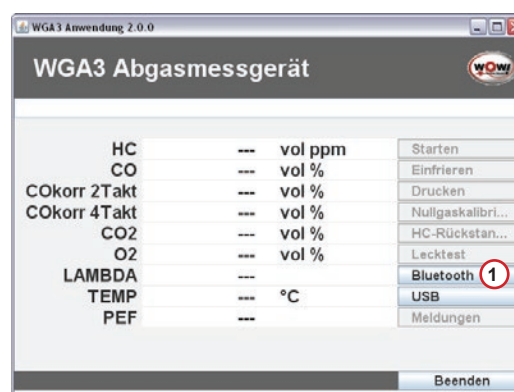 WGA3 Anwendung 2.0.0
WGA3 Abgasmessgerät
WOW!
HC --- vol ppm Starten
CO --- vol % Einfrieren
COkorr 2Takt --- vol % Drucken
COkorr 4Takt --- vol % Nullgaskalibri...
CO2 --- vol % HC-Rückstan...
O2 --- vol % Lecktest
LAMBDA --- Bluetooth 1
TEMP --- °C USB
PEF --- Meldungen
Beenden